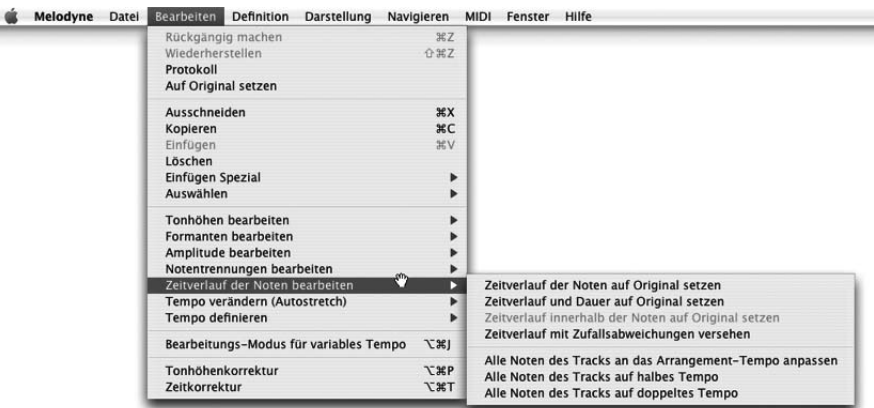 Melodyne Datei Bearbeiten Definition Darstellung Navigieren MIDI Fenster Hilfe
Rückgängig machen ⌘Z
Wiederherstellen ⇧⌘Z
Protokoll
Auf Original setzen
Ausschneiden ⌘X
Kopieren ⌘C
Einfügen ⌘V
Löschen
Einfügen Spezial
Auswählen
Tonhöhen bearbeiten
Formanten bearbeiten
Amplitude bearbeiten
Notentrennungen bearbeiten
Zeitverlauf der Noten bearbeiten
Tempo verändern (Autostretch)
Tempo definieren
Bearbeitungs-Modus für variables Tempo ⌥⌘J
Tonhöhenkorrektur ⌥⌘P
Zeitkorrektur ⌥⌘T
Zeitverlauf der Noten auf Original setzen
Zeitverlauf und Dauer auf Original setzen
Zeitverlauf innerhalb der Noten auf Original setzen
Zeitverlauf mit Zufallsabweichungen versehen
Alle Noten des Tracks an das Arrangement-Tempo anpassen
Alle Noten des Tracks auf halbes Tempo
Alle Noten des Tracks auf doppeltes Tempo